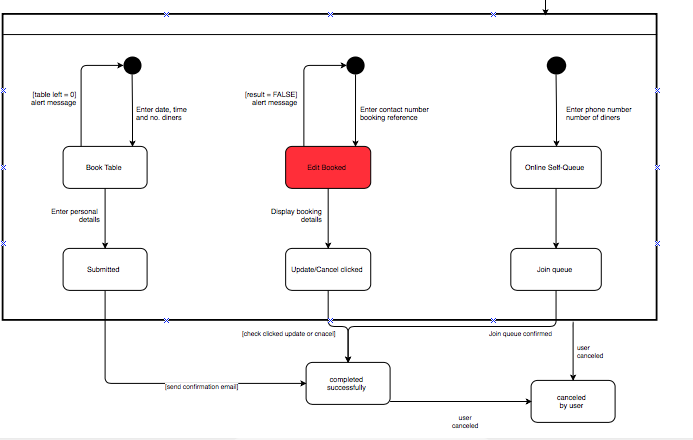 [table left = 0]
alert message
Enter date, time
and no. diners
[result = FALSE]
alert message
Enter contact number
booking reference
Enter phone number
number of diners
Book Table
Edit Booked
Online Self-Queue
Enter personal
details
Display booking
details
Submitted
Update/Cancel clicked
Join queue
[check clicked update or cnacel]
Join queue confirmed
user
canceled
completed
successfully
[send confirmation email]
canceled
by user
user
canceled